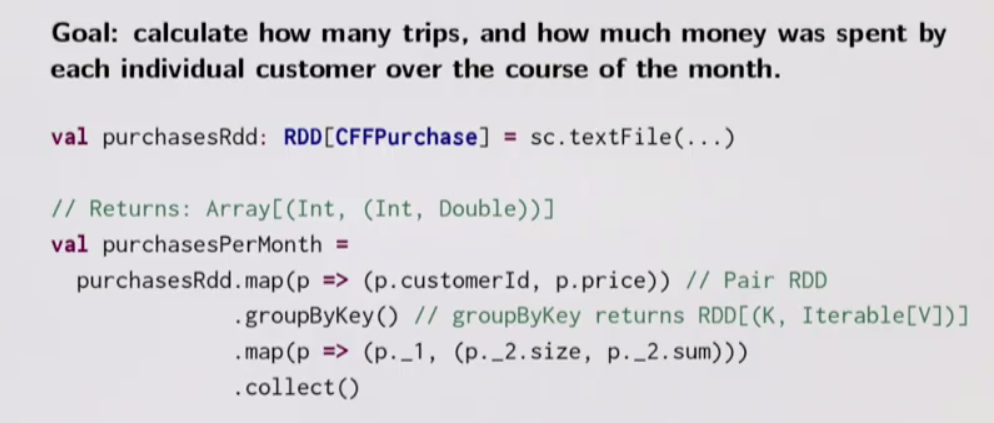 Goal: calculate how many trips, and how much money was spent by
each individual customer over the course of the month.
val purchasesRdd: RDD[CFFPurchase] = sc.textFile(...)
// Returns: Array[(Int, (Int, Double))]
val purchasesPerMonth =
purchasesRdd.map(p => (p.customerId, p.price)) // Pair RDD
.groupByKey() // groupByKey returns RDD[(K, Iterable[V])]
.map(p => (p._1, (p._2.size, p._2.sum)))
.collect()